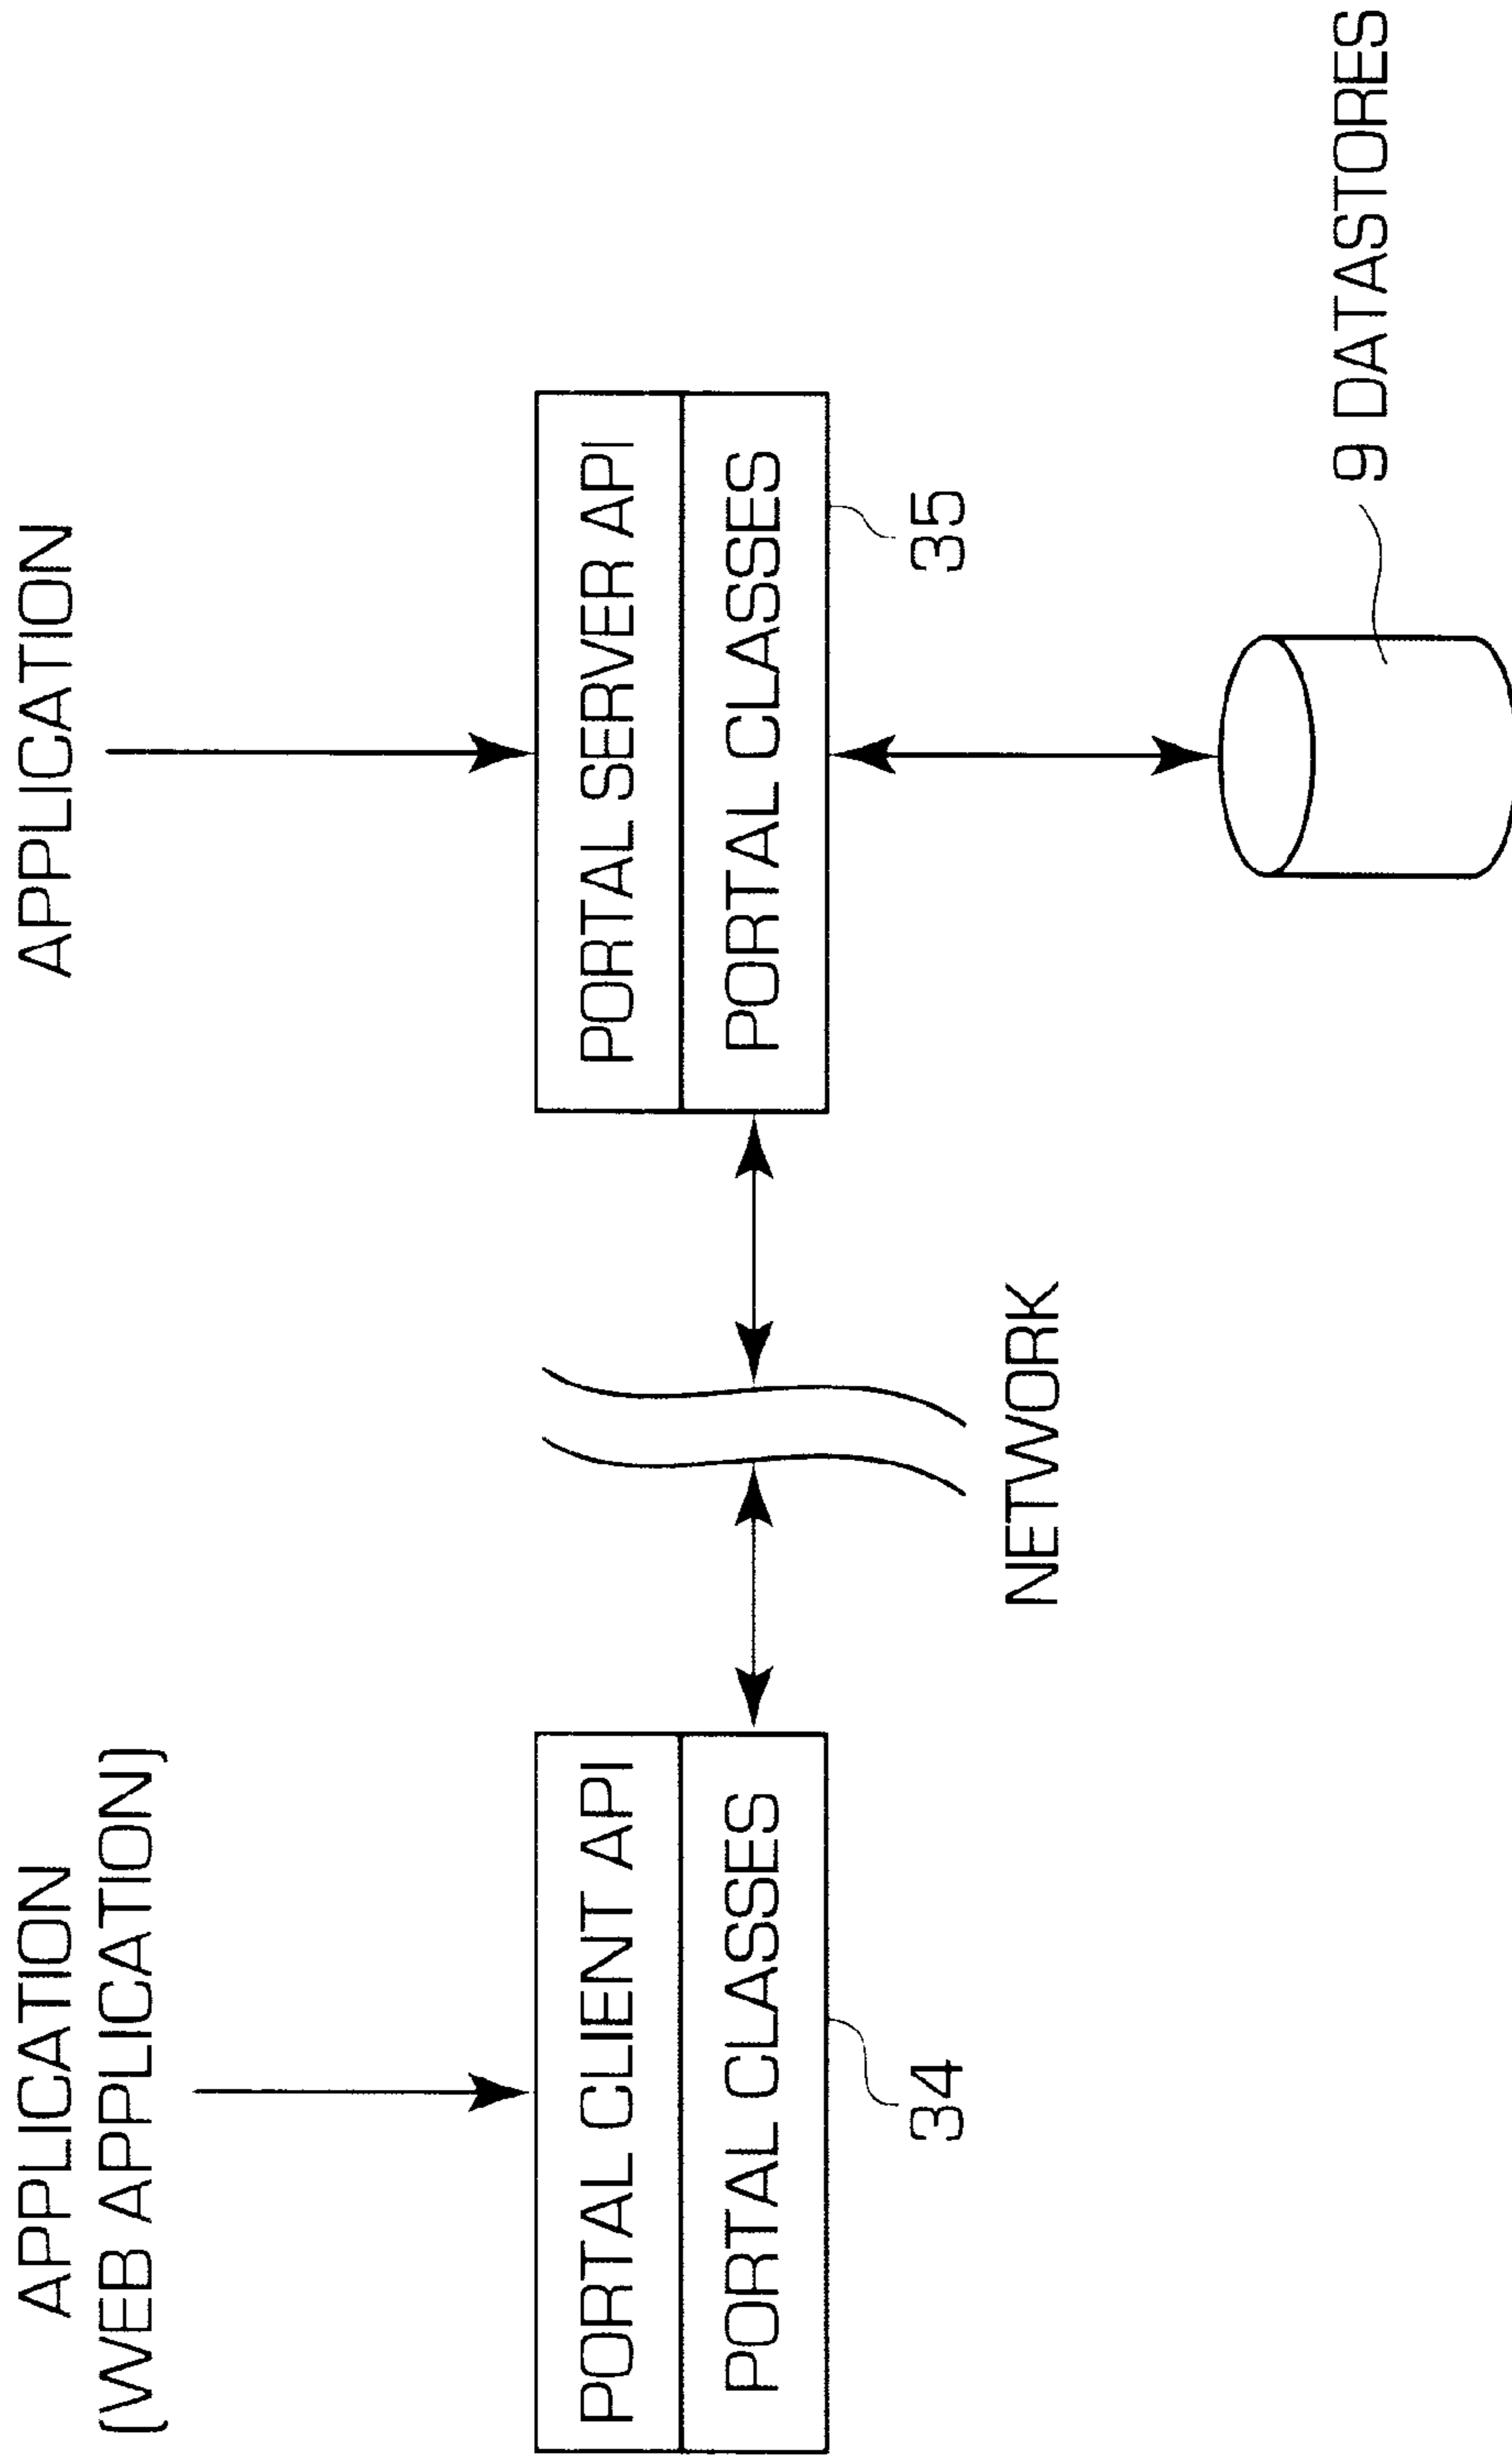 APPLICATION
(WEB APPLICATION)
APPLICATION
PORTAL CLIENT API
PORTAL CLASSES
34
NETWORK
PORTAL SERVER API
PORTAL CLASSES
35
9 DATASTORES